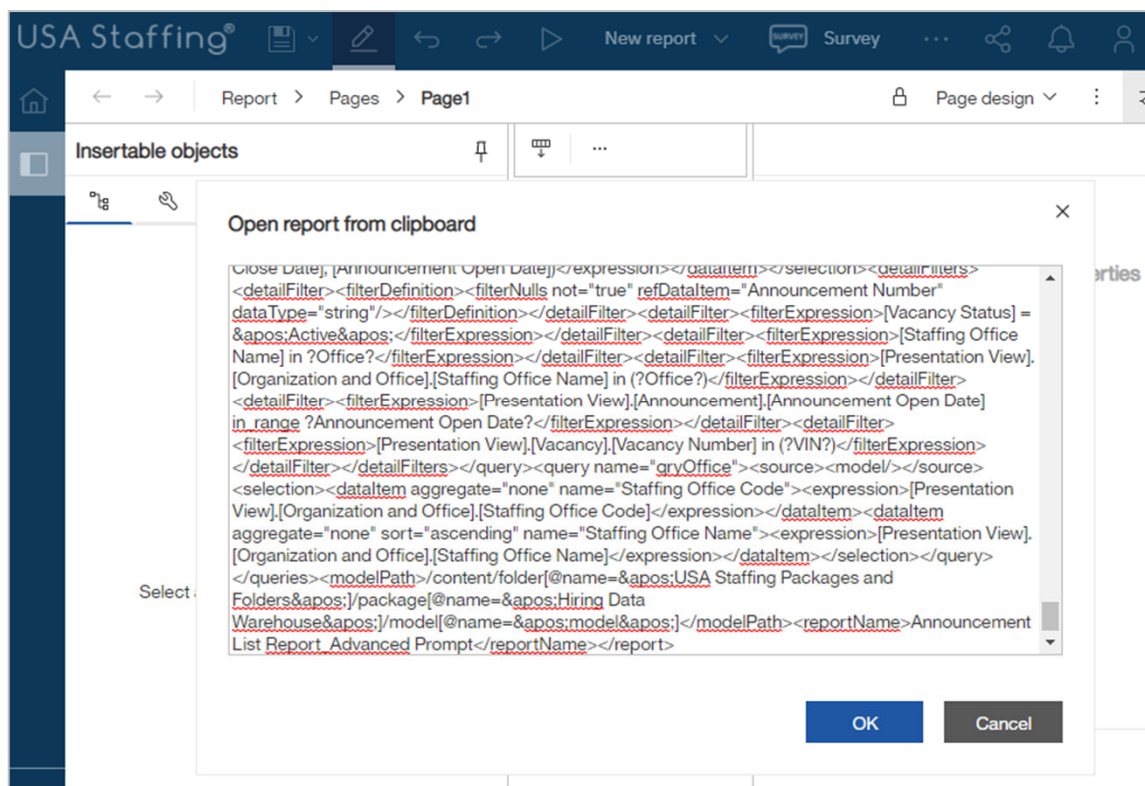 USA Staffing®
New report
SURVEY
Survey
Report > Pages > Page1
Page design
Insertable objects
Open report from clipboard
Close Date], [Announcement Open Date])</expression></dataItem></selection><detailFilters>
<detailFilter><filterDefinition><filterNulls not="true" refDataItem="Announcement Number"
dataType="string"/></filterDefinition></detailFilter><detailFilter><filterExpression>[Vacancy Status] =
&apos;Active&apos;</filterExpression></detailFilter><detailFilter><filterExpression>[Staffing Office
Name] in ?Office?</filterExpression></detailFilter><detailFilter><filterExpression>[Presentation View].
[Organization and Office].[Staffing Office Name] in (?Office?)</filterExpression></detailFilter>
<detailFilter><filterExpression>[Presentation View].[Announcement].[Announcement Open Date]
in_range ?Announcement Open Date?</filterExpression></detailFilter><detailFilter>
<filterExpression>[Presentation View].[Vacancy].[Vacancy Number] in (?VIN?)</filterExpression>
</detailFilter></detailFilters></query><query name="qryOffice"><source><model/></source>
<selection><dataItem aggregate="none" name="Staffing Office Code"><expression>[Presentation
View].[Organization and Office].[Staffing Office Code]</expression></dataItem><dataItem
aggregate="none" sort="ascending" name="Staffing Office Name"><expression>[Presentation View].
[Organization and Office].[Staffing Office Name]</expression></dataItem></selection></query>
</queries><modelPath>/content/folder[@name=&apos;USA Staffing Packages and
Folders&apos;]/package[@name=&apos;Hiring Data
Warehouse&apos;]/model[@name=&apos;model&apos;]</modelPath><reportName>Announcement
List Report_Advanced Prompt</reportName></report>
erties
Select
OK
Cancel